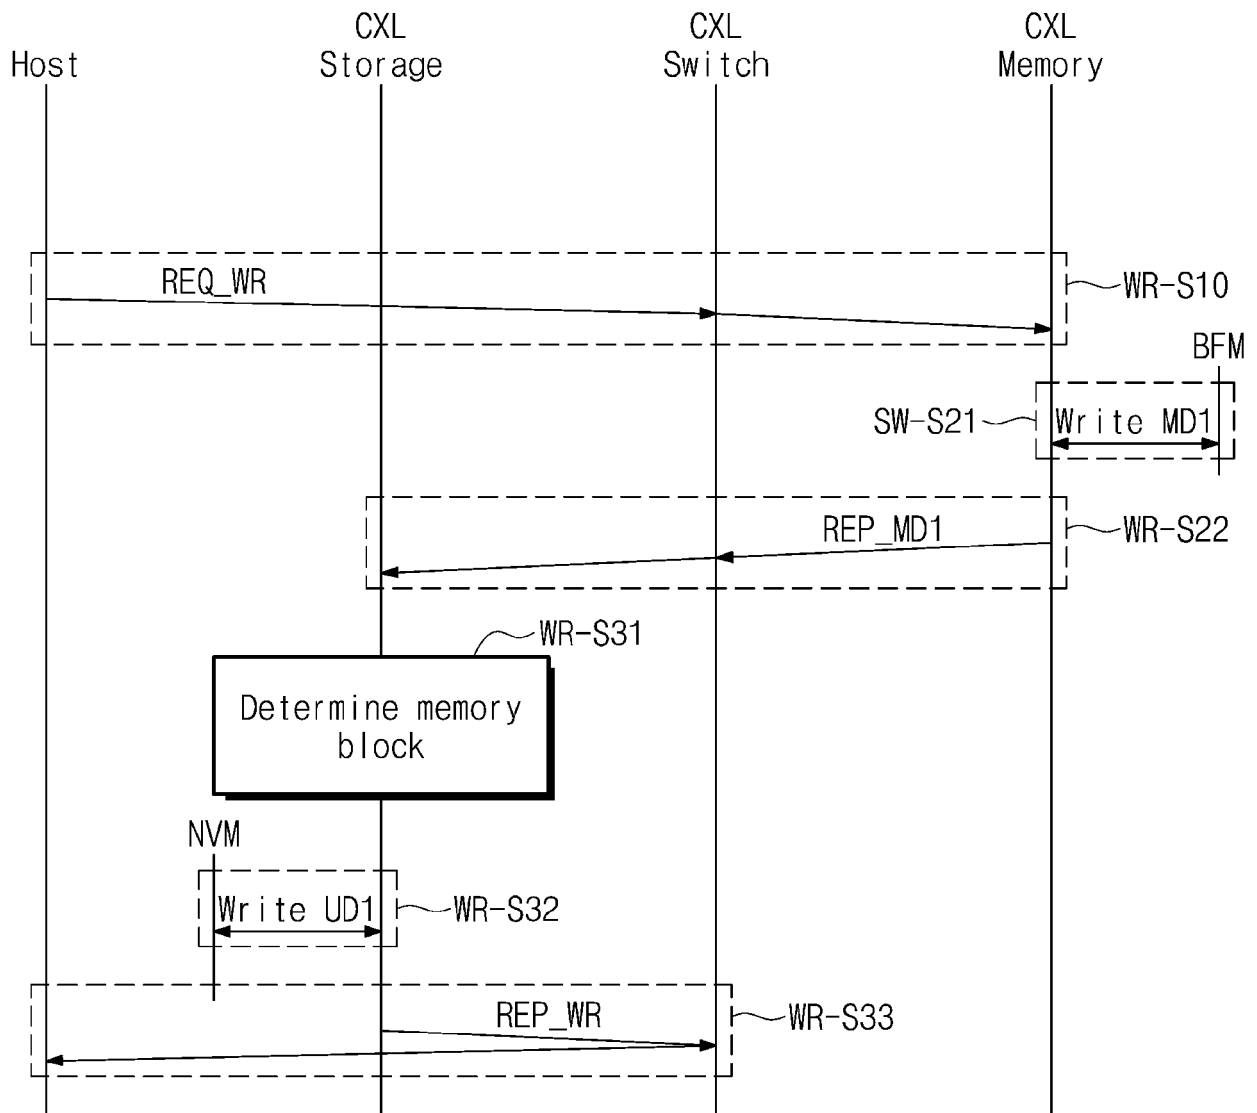 Host
CXL
Storage
CXL
Switch
CXL
Memory
REQ_WR
WR-S10
BFM
SW-S21
Write MD1
REP_MD1
WR-S22
WR-S31
Determine memory
block
NVM
Write UD1
WR-S32
REP_WR
WR-S33